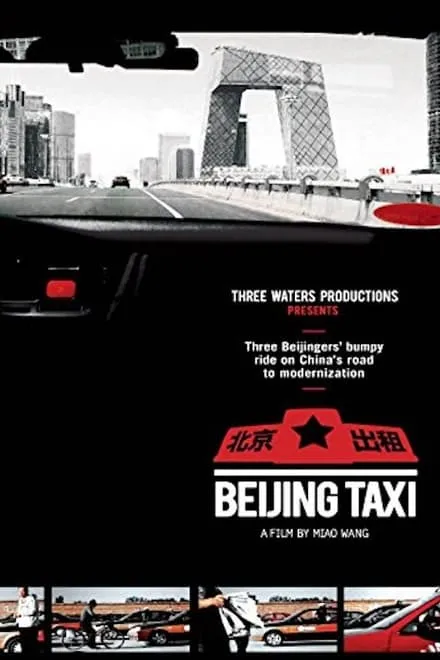 THREE WATERS PRODUCTIONS
PRESENTS
Three Beijingers' bumpy
ride on China's road
to modernization
北京 出租
BEIJING TAXI
A FILM BY MIAO WANG